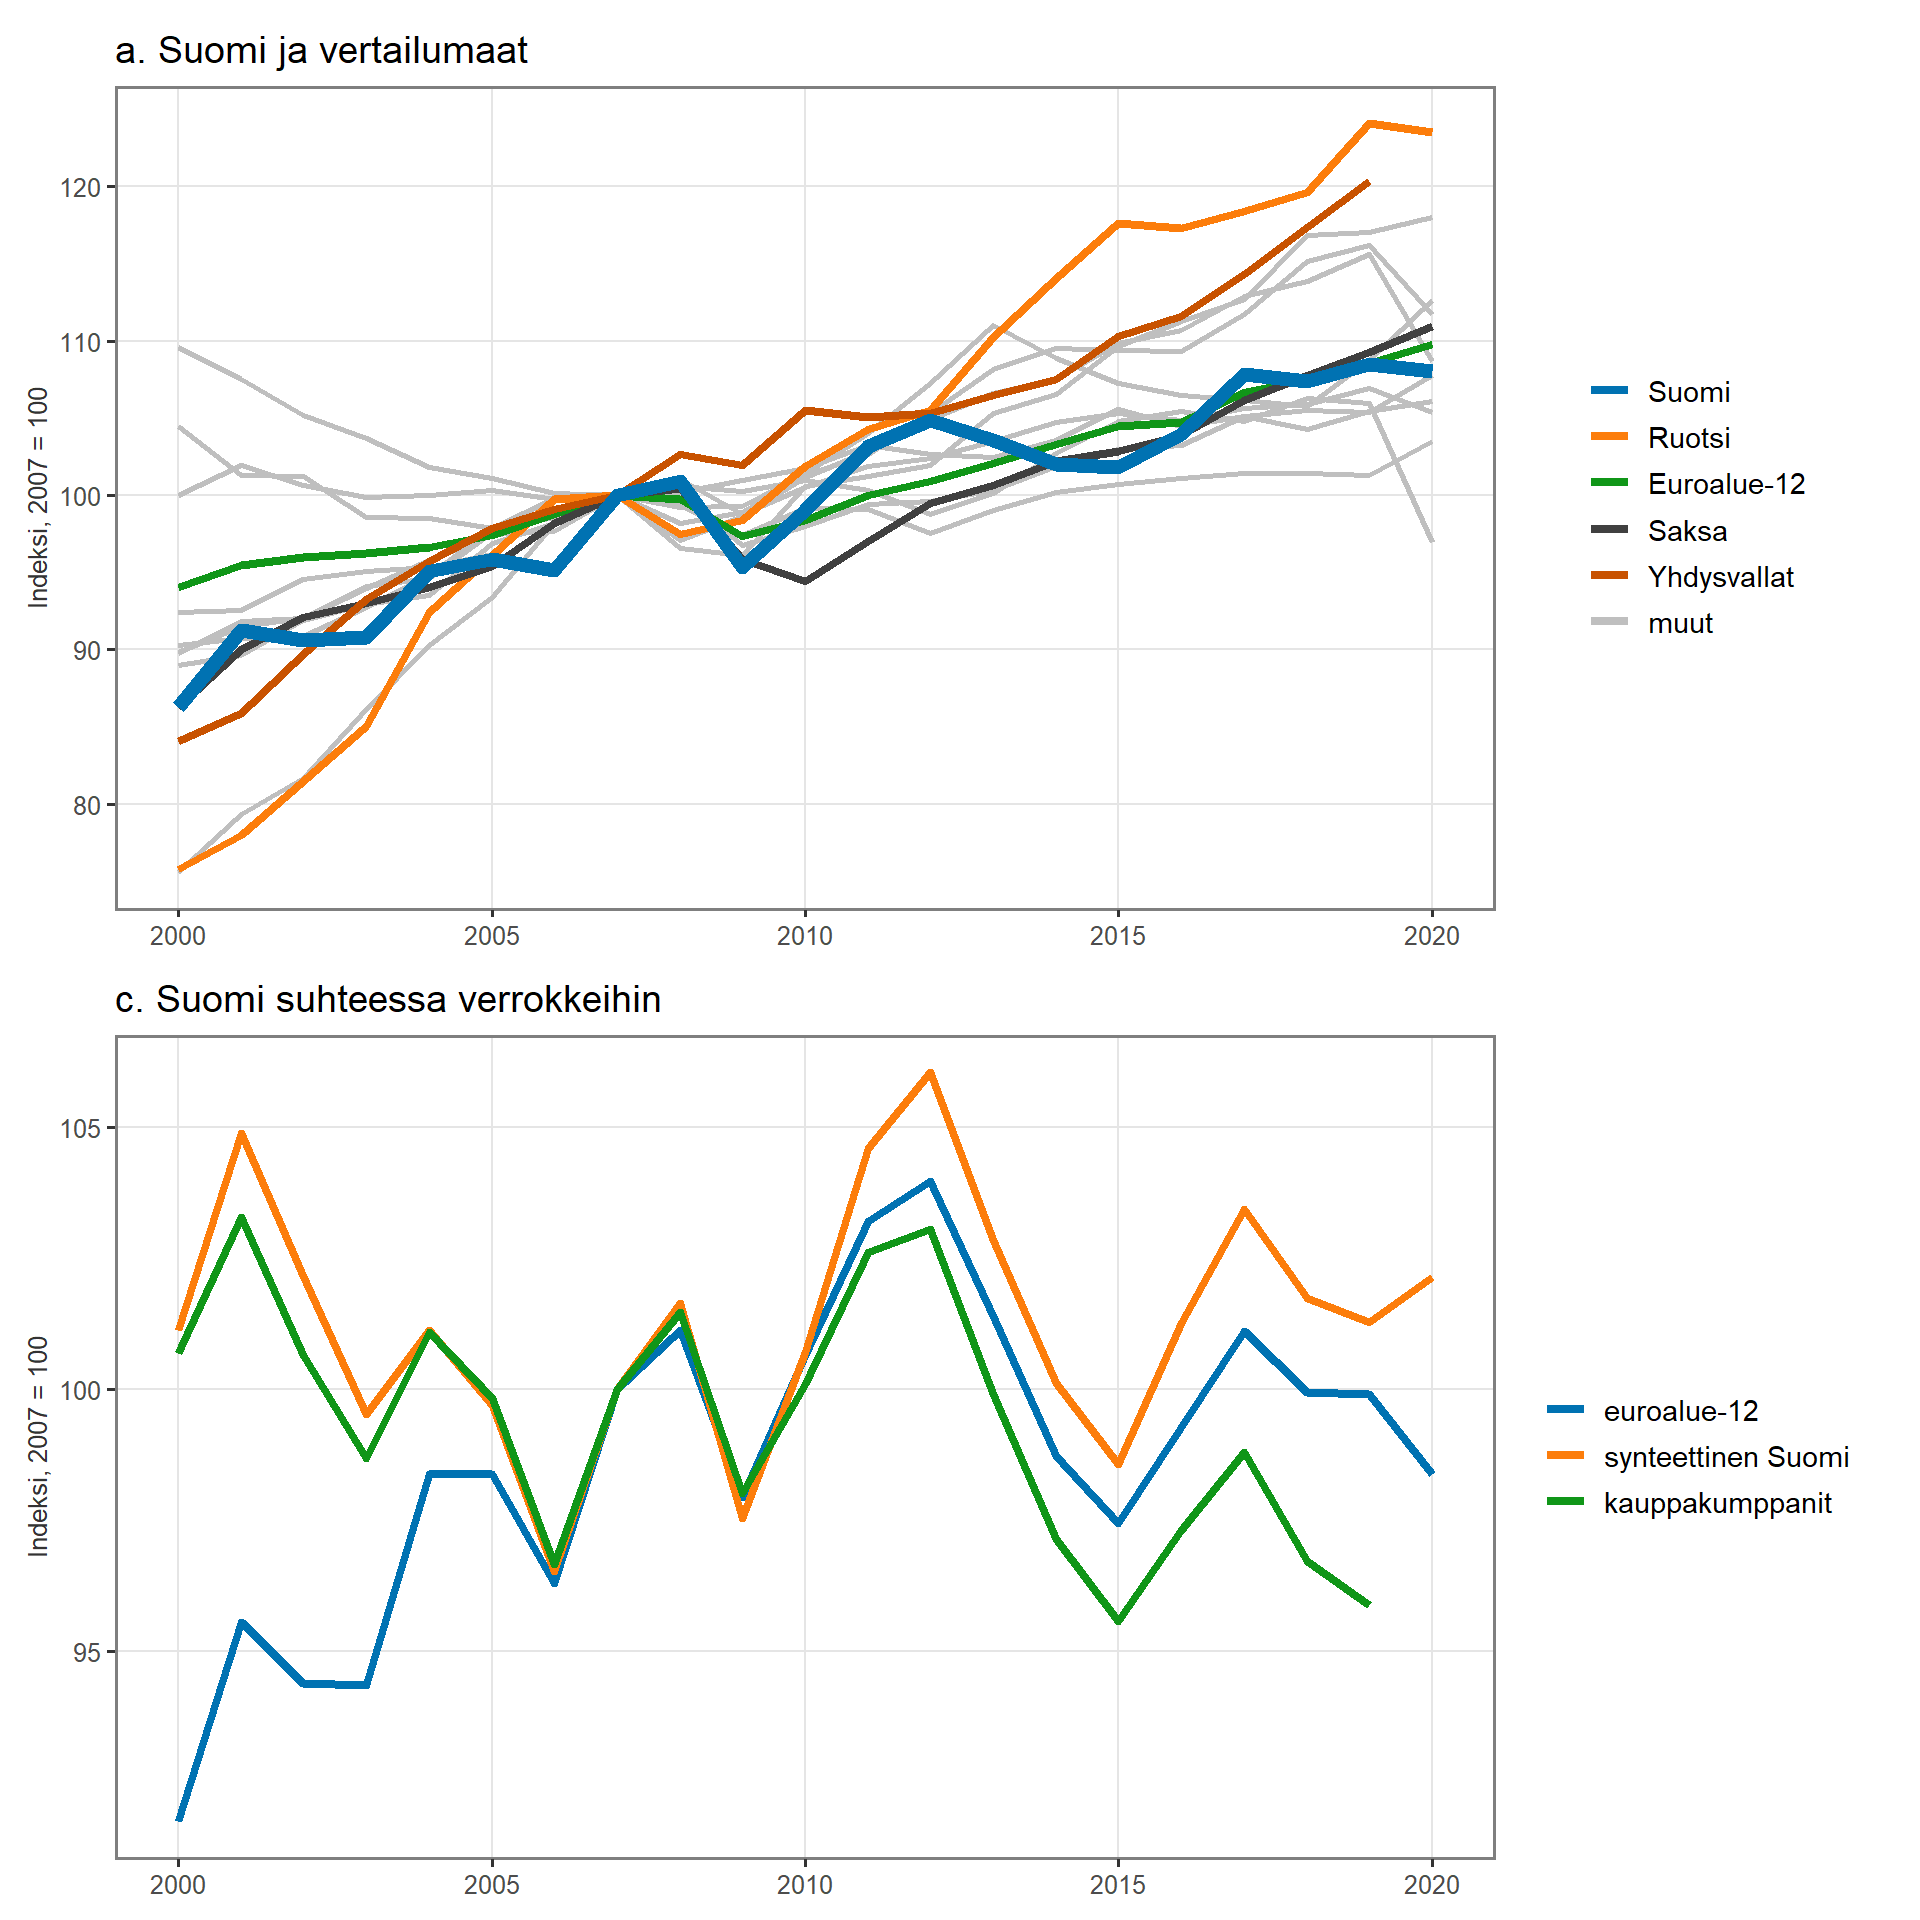 a. Suomi ja vertailumaat
Indeksi, 2007 = 100
120
110
100
90
80
2000
2005
2010
2015
2020
Suomi
Ruotsi
Euroalue-12
Saksa
Yhdysvallat
muut
c. Suomi suhteessa verrokkeihin
Indeksi, 2007 = 100
105
100
95
2000
2005
2010
2015
2020
euroalue-12
synteettinen Suomi
kauppakumppanit